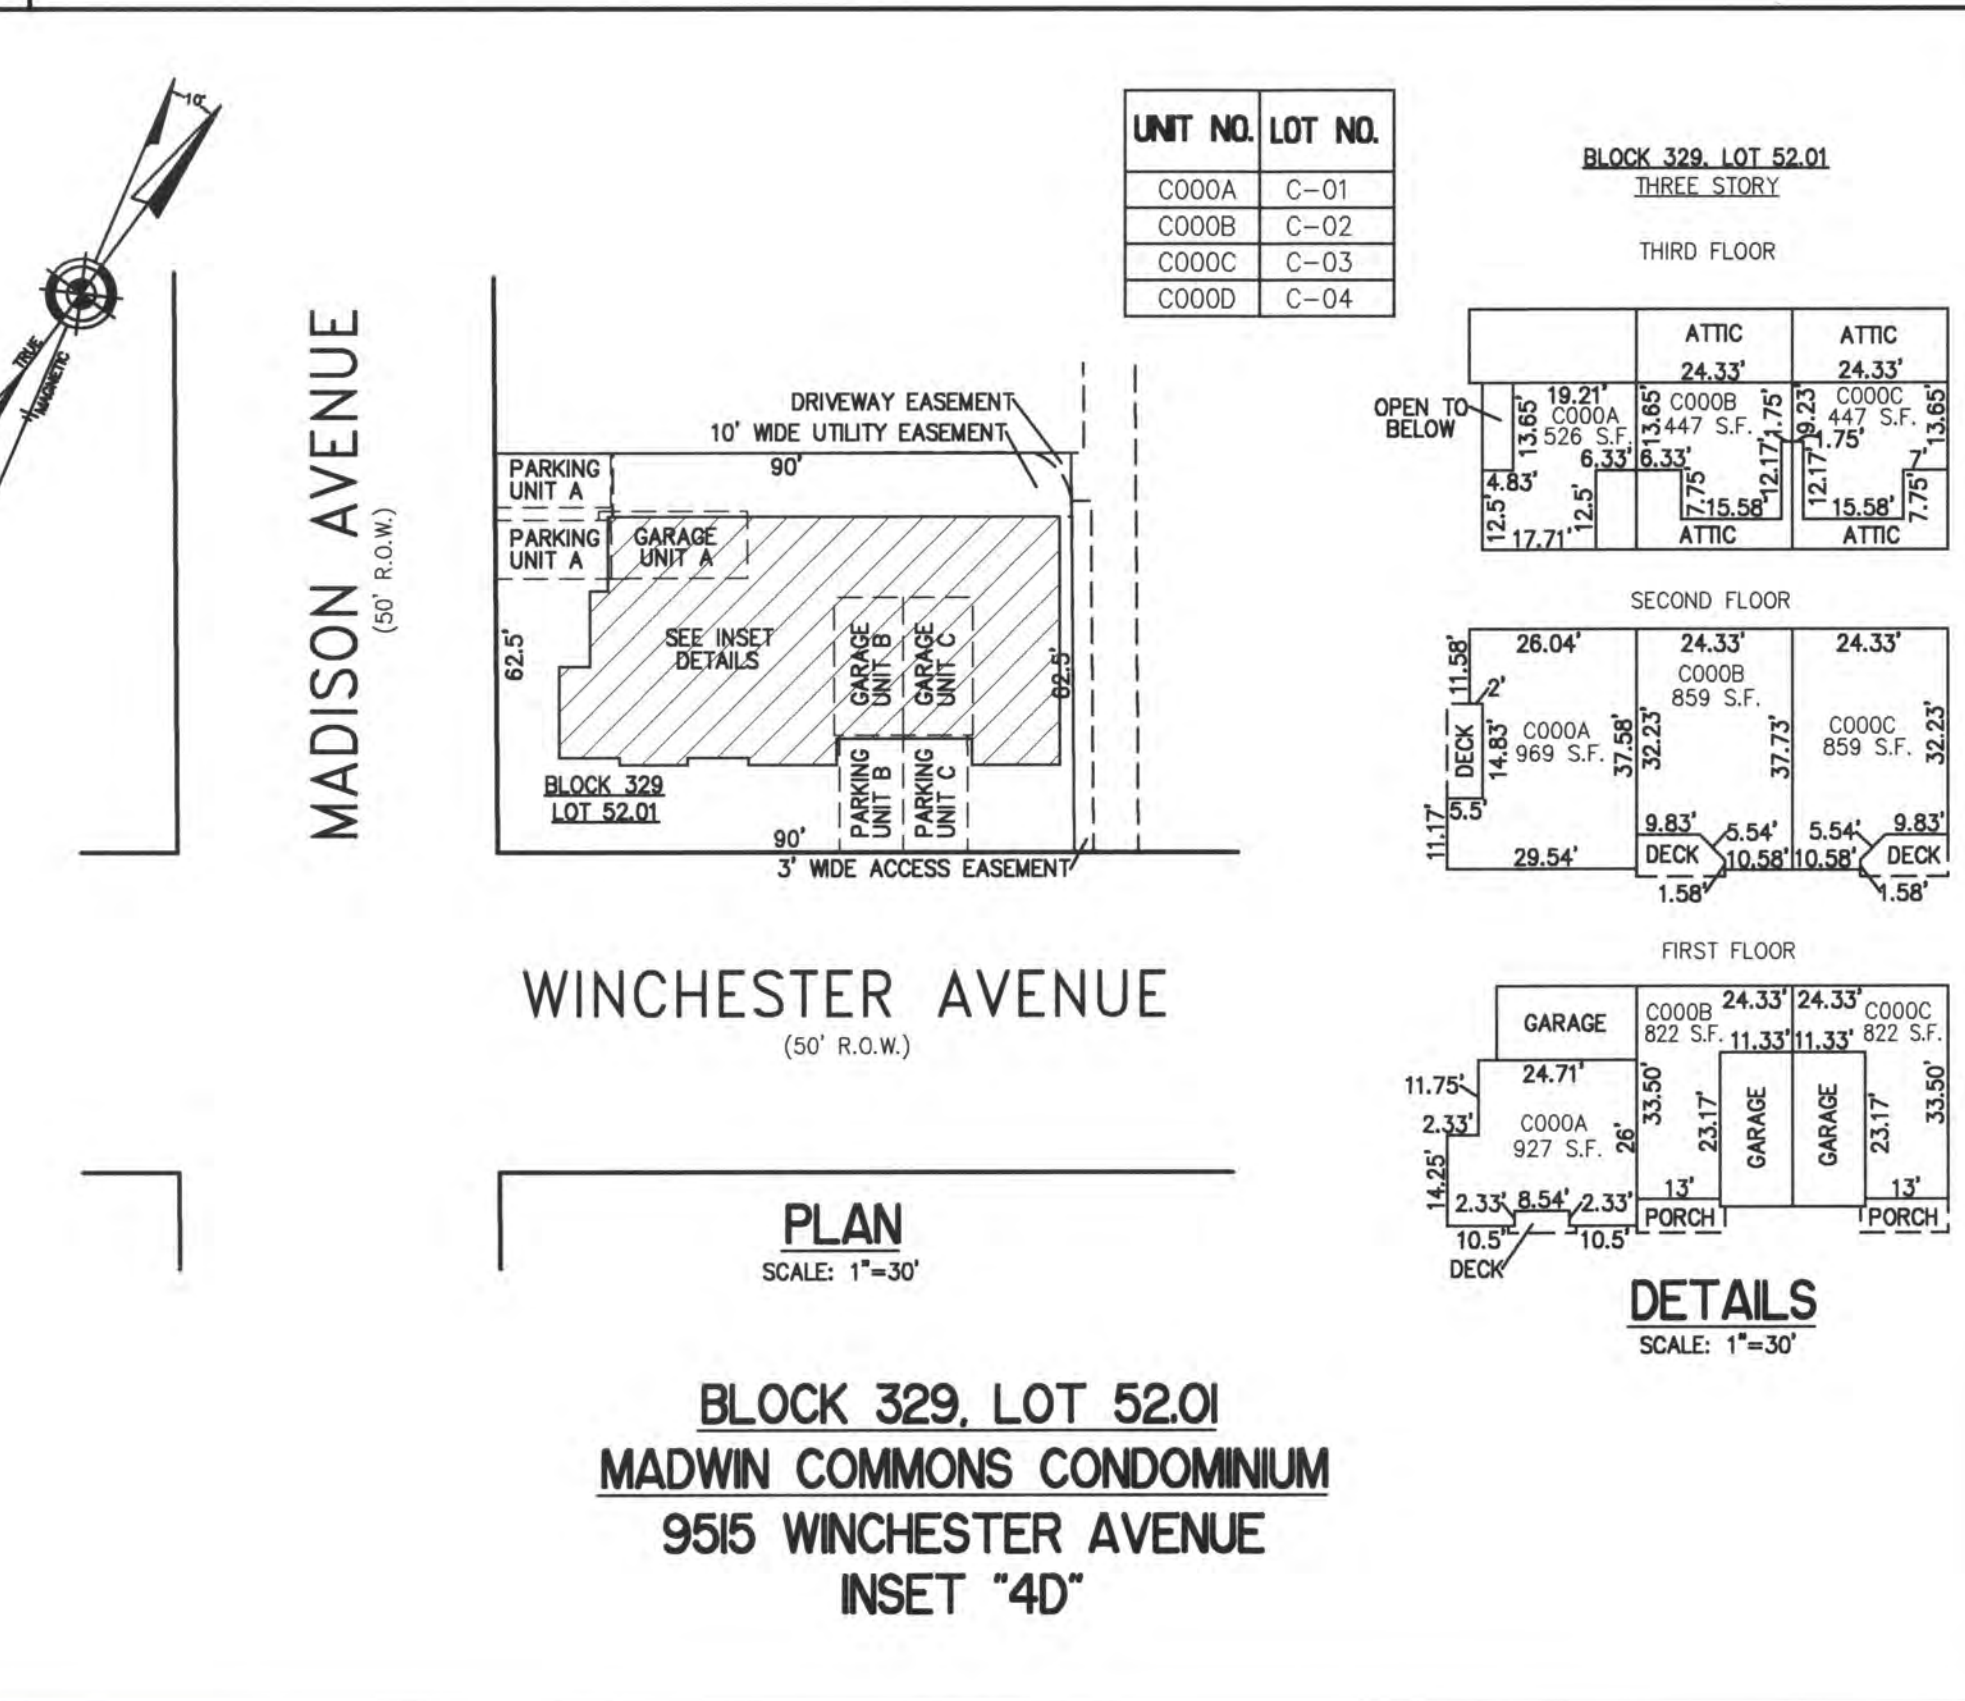 10°
TRUE
MAGNETIC
MADISON AVENUE
(50' R.O.W.)
UNIT NO. LOT NO.
C000A C-01
C000B C-02
C000C C-03
C000D C-04
DRIVEWAY EASEMENT
10' WIDE UTILITY EASEMENT
90'
PARKING
UNIT A
PARKING
UNIT A
GARAGE
UNIT A
62.5'
SEE INSET
DETAILS
GARAGE
UNIT B
GARAGE
UNIT C
62.5'
PARKING
UNIT B
PARKING
UNIT C
BLOCK 329
LOT 52.01
90'
3' WIDE ACCESS EASEMENT
WINCHESTER AVENUE
(50' R.O.W.)
PLAN
SCALE: 1"=30'
BLOCK 329. LOT 52.01
THREE STORY
THIRD FLOOR
ATTIC
24.33'
ATTIC
24.33'
OPEN TO
BELOW
19.21'
C000A
526 S.F.
13.65'
13.65'
C000B
447 S.F.
1.75'
9.23'
C000C
447 S.F.
13.65'
1.75'
6.33'
6.33'
7'
4.83'
12.5'
12.5'
7.75'
12.17'
12.17'
7.75'
15.58'
15.58'
17.71'
ATTIC
ATTIC
SECOND FLOOR
11.58'
26.04'
24.33'
24.33'
2'
C000B
859 S.F.
DECK
14.83'
C000A
969 S.F.
37.58'
32.23'
37.73'
C000C
859 S.F.
32.23'
5.5'
11.17'
29.54'
9.83'
5.54'
5.54'
9.83'
DECK
10.58'
10.58'
DECK
1.58'
1.58'
FIRST FLOOR
GARAGE
C000B
822 S.F.
24.33'
24.33'
C000C
822 S.F.
11.33'
11.33'
11.75'
24.71'
2.33'
C000A
927 S.F.
26'
33.50'
23.17'
GARAGE
GARAGE
23.17'
33.50'
14.25'
2.33'
8.54'
2.33'
13'
13'
PORCH
PORCH
10.5'
10.5'
DECK
DETAILS
SCALE: 1"=30'
BLOCK 329, LOT 52.01
MADWIN COMMONS CONDOMINIUM
9515 WINCHESTER AVENUE
INSET "4D"